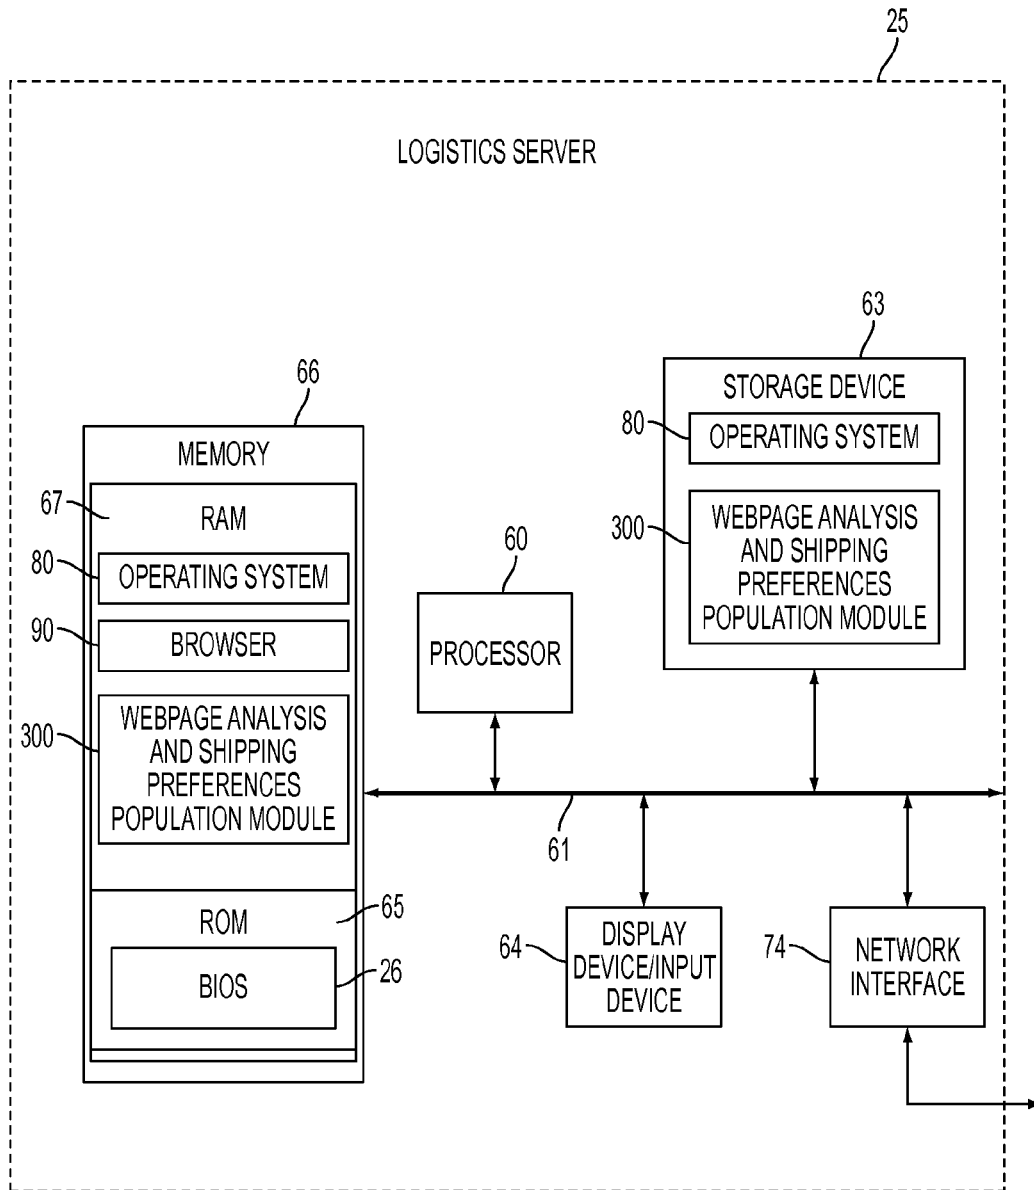 25
LOGISTICS SERVER
63
STORAGE DEVICE
80
OPERATING SYSTEM
300
WEBPAGE ANALYSIS
AND SHIPPING
PREFERENCES
POPULATION MODULE
66
MEMORY
67
RAM
80
OPERATING SYSTEM
90
BROWSER
300
WEBPAGE ANALYSIS
AND SHIPPING
PREFERENCES
POPULATION MODULE
ROM
65
BIOS
26
60
PROCESSOR
61
64
DISPLAY
DEVICE/INPUT
DEVICE
74
NETWORK
INTERFACE